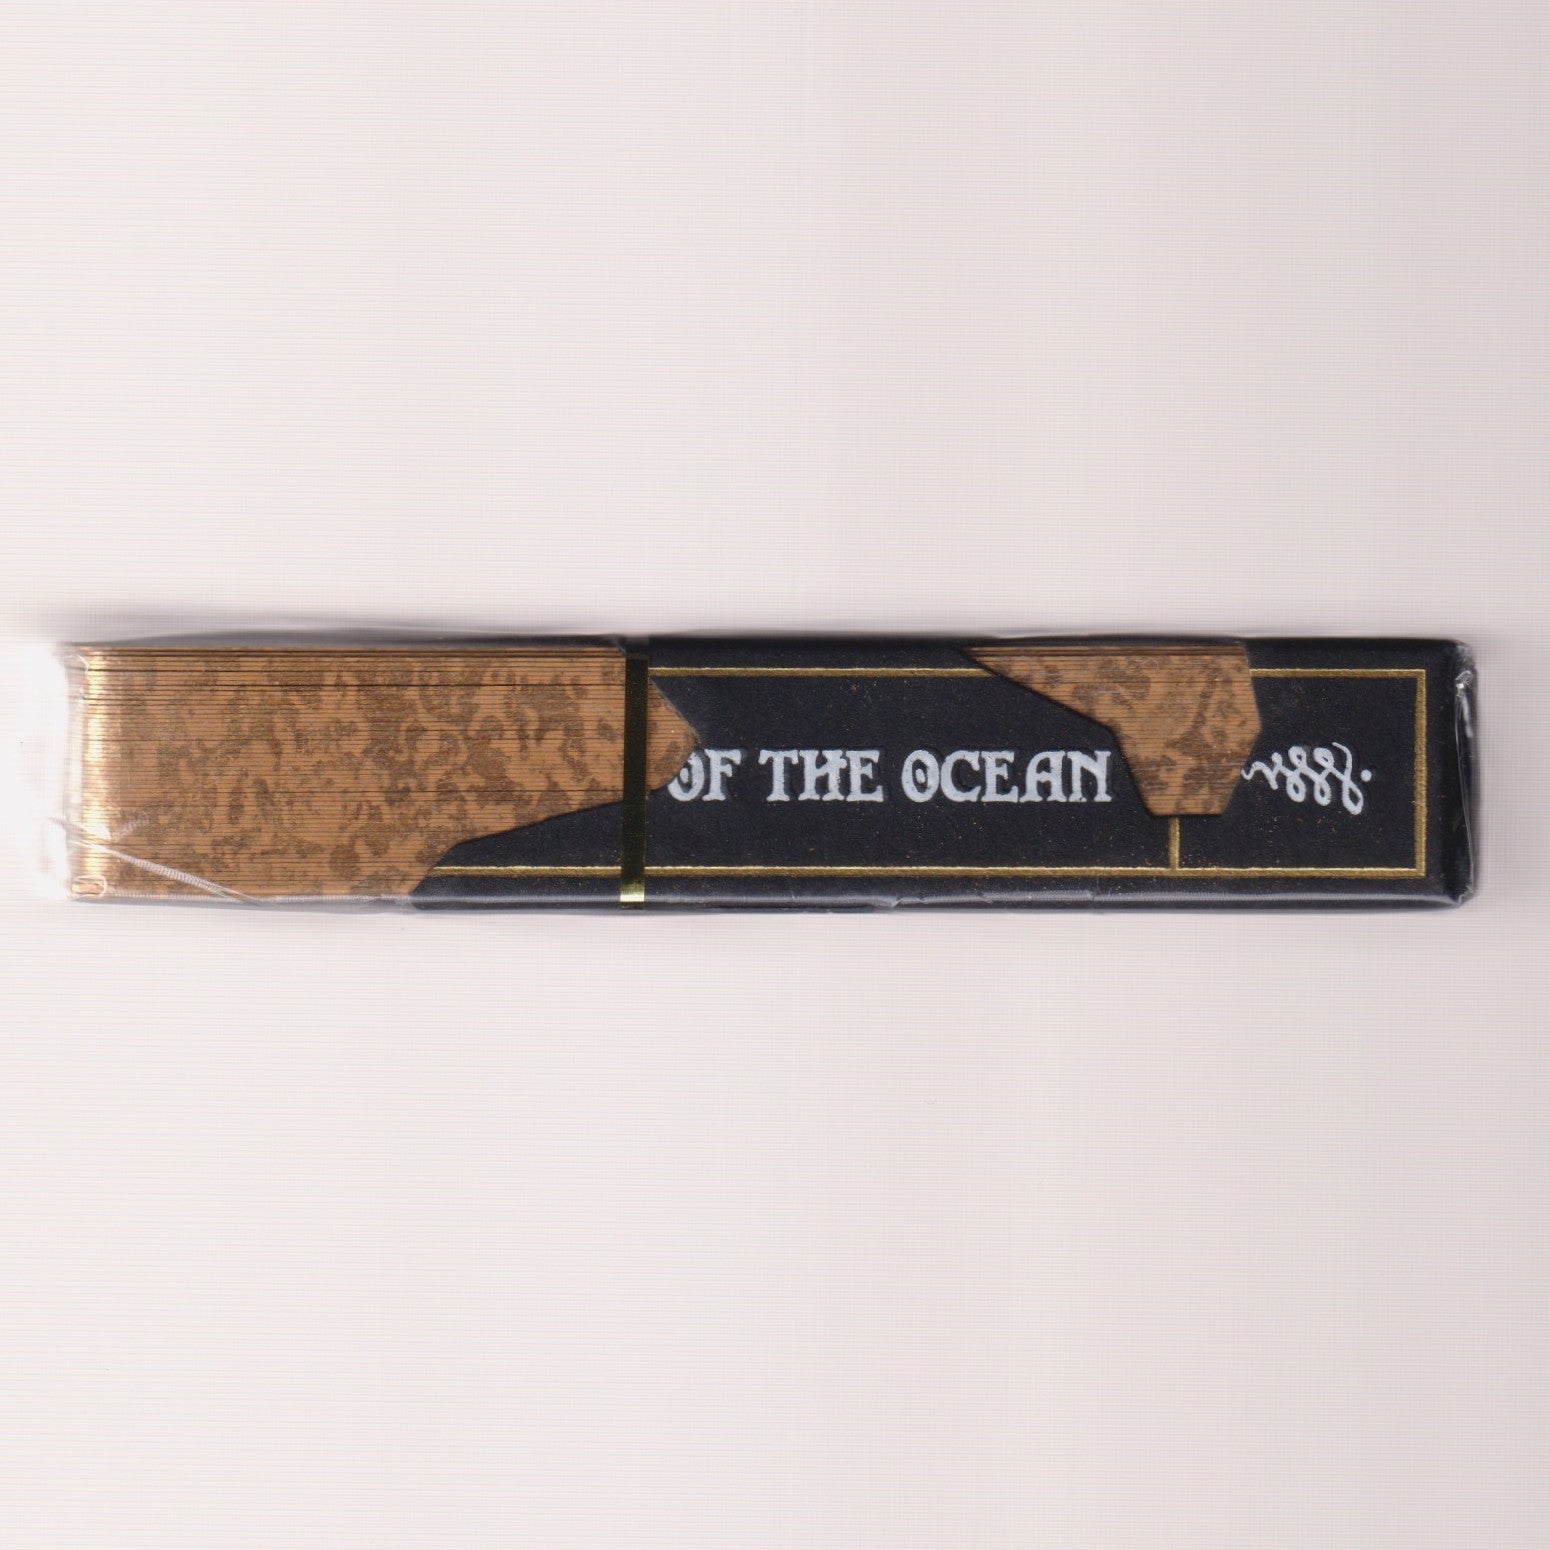 OF THE OCEAN